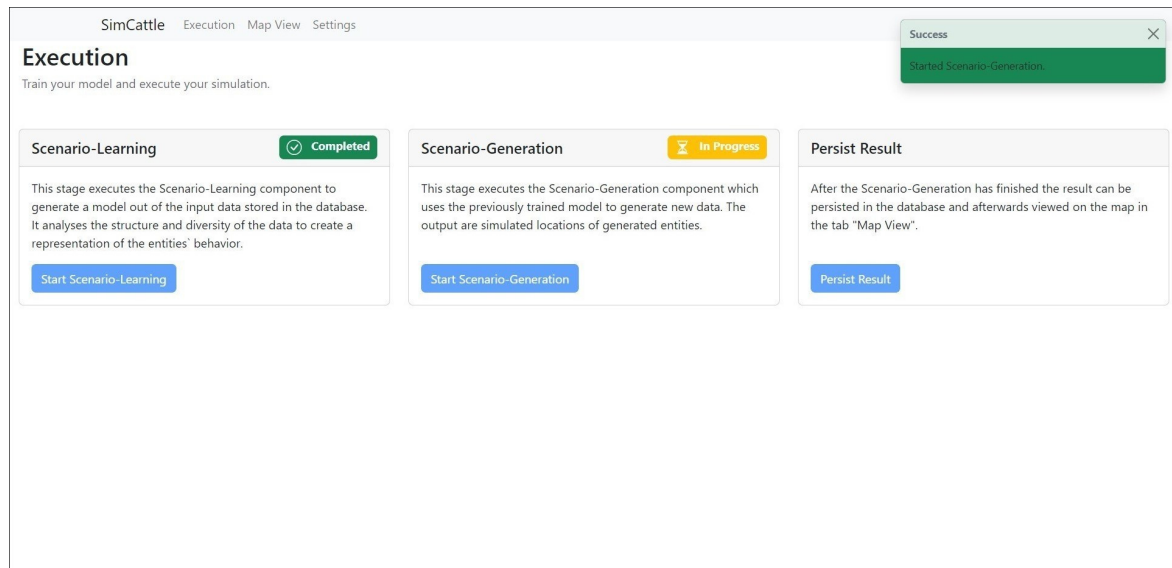 SimCattle Execution Map View Settings
Success
Started Scenario-Generation.
Execution
Train your model and execute your simulation.
Scenario-Learning
Completed
This stage executes the Scenario-Learning component to
generate a model out of the input data stored in the database.
It analyses the structure and diversity of the data to create a
representation of the entities` behavior.
Start Scenario-Learning
Scenario-Generation
In Progress
This stage executes the Scenario-Generation component which
uses the previously trained model to generate new data. The
output are simulated locations of generated entities.
Start Scenario-Generation
Persist Result
After the Scenario-Generation has finished the result can be
persisted in the database and afterwards viewed on the map in
the tab "Map View".
Persist Result